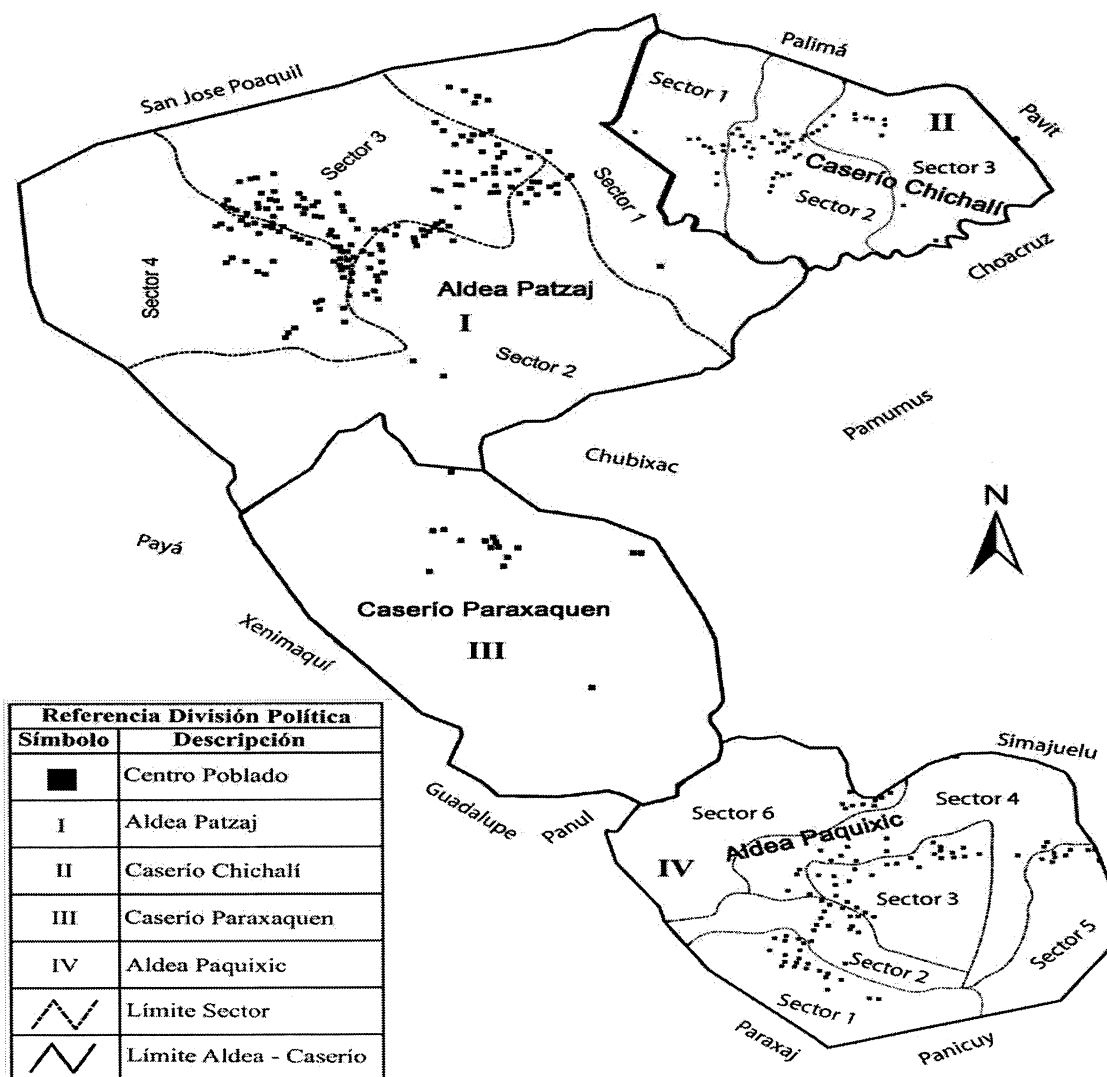 San Jose Poaquil
Palimá
Pavit
Sector 1
II
Sector 3
Caserío Chichalí
Sector 2
Choacruz
Sector 3
Sector 1
Sector 4
Aldea Patzaj
I
Sector 2
Pamumus
Chubixac
N
Payá
Caserío Paraxaquen
III
Xenimaquí
Guadalupe
Panul
Simajuelu
Sector 6
Sector 4
Aldea Paquixic
IV
Sector 3
Sector 5
Sector 2
Sector 1
Paraxaj
Panicuy
Referencia División Política
Símbolo Descripción
Centro Poblado
I Aldea Patzaj
II Caserío Chichalí
III Caserío Paraxaquen
IV Aldea Paquixic
Límite Sector
Límite Aldea - Caserío